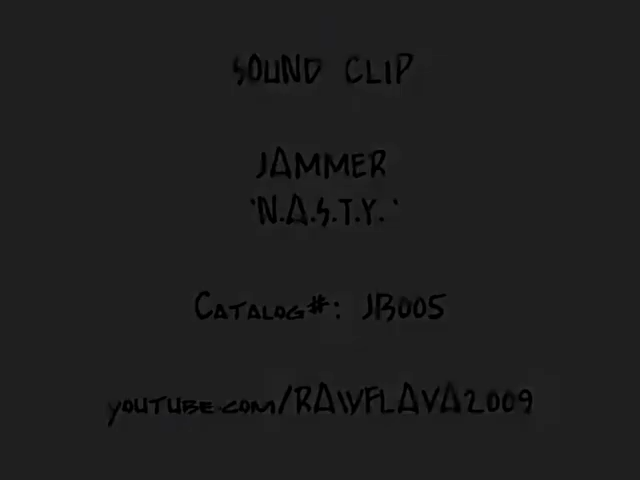 SOUND CLIP
JAMMER
'N.A.S.T.Y.'
CATALOG#: JB005
YOUTUBE.COM/RAWFLAVA2009